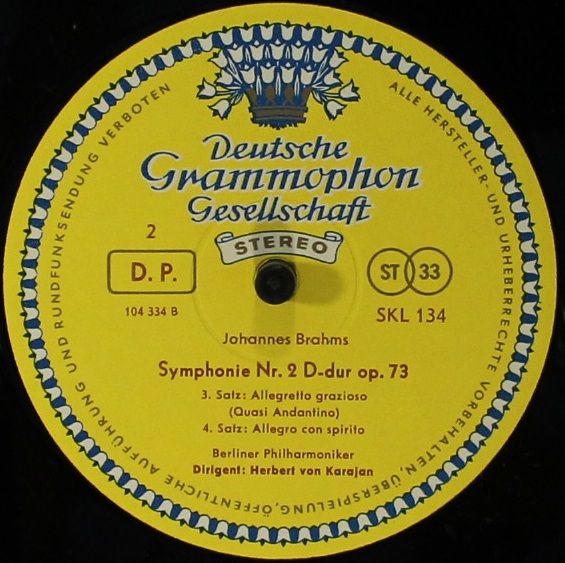 ALLE HERSTELLER- UND URHEBERRECHTE VORBEHALTEN, ÜBERSPIELUNG, ÖFFENTLICHE AUFFÜHRUNG UND RUNDFUNKSENDUNG VERBOTEN
Deutsche
Grammophon
Gesellschaft
STEREO
2
D. P.
104 334 B
ST 33
SKL 134
Johannes Brahms
Symphonie Nr. 2 D-dur op. 73
3. Satz: Allegretto grazioso
(Quasi Andantino)
4. Satz: Allegro con spirito
Berliner Philharmoniker
Dirigent: Herbert von Karajan